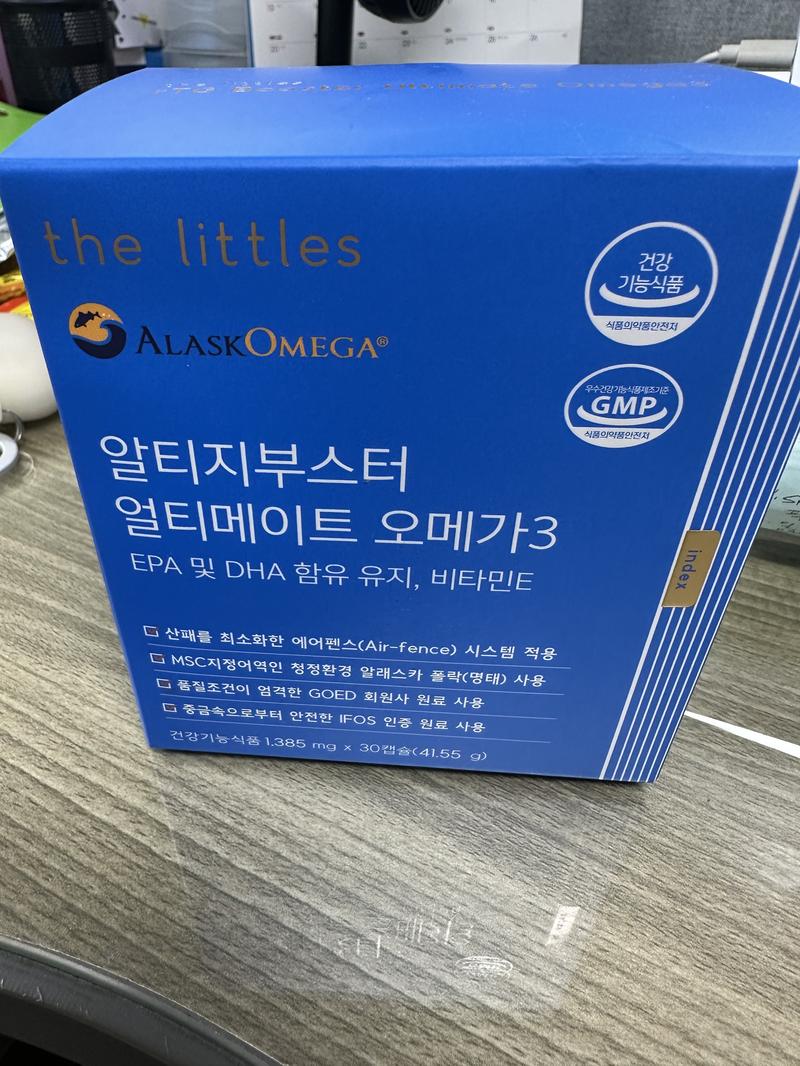 the littles
ALASKOMEGA®
건강
기능식품
식품의약품안전처
우수건강기능식품제조기준
GMP
식품의약품안전처
알티지부스터
얼티메이트 오메가3
EPA 및 DHA 함유 유지, 비타민E
index
산패를 최소화한 에어펜스(Air-fence) 시스템 적용
MSC지정어역인 청정환경 알래스카 폴락(명태) 사용
품질조건이 엄격한 GOED 회원사 원료 사용
중금속으로부터 안전한 IFOS 인증 원료 사용
건강기능식품 1,385 mg x 30캡슐(41.55 g)